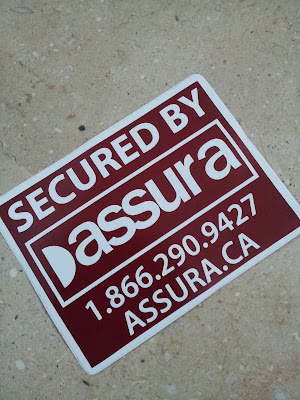 SECURED BY
assura
1.866.290.9427
ASSURA.CA